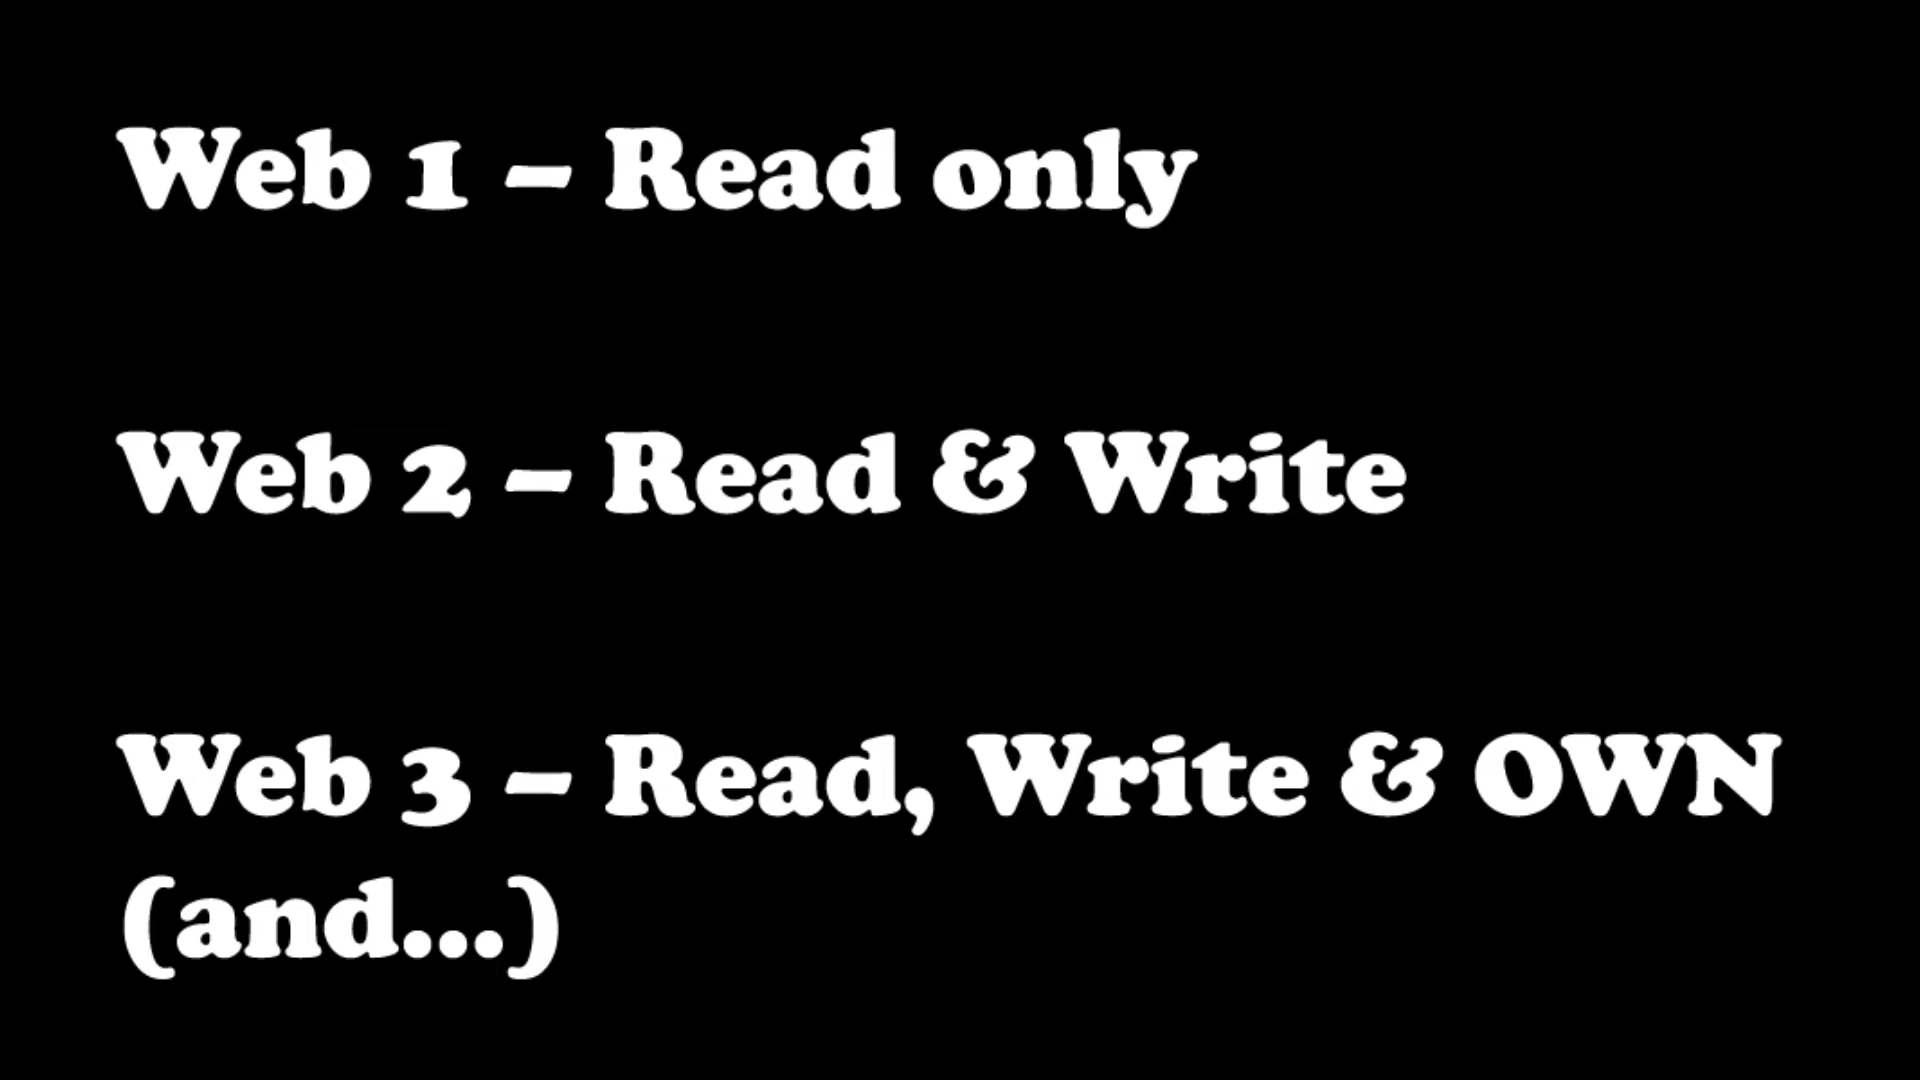 Web 1 – Read only
Web 2 – Read & Write
Web 3 – Read, Write & OWN
(and...)